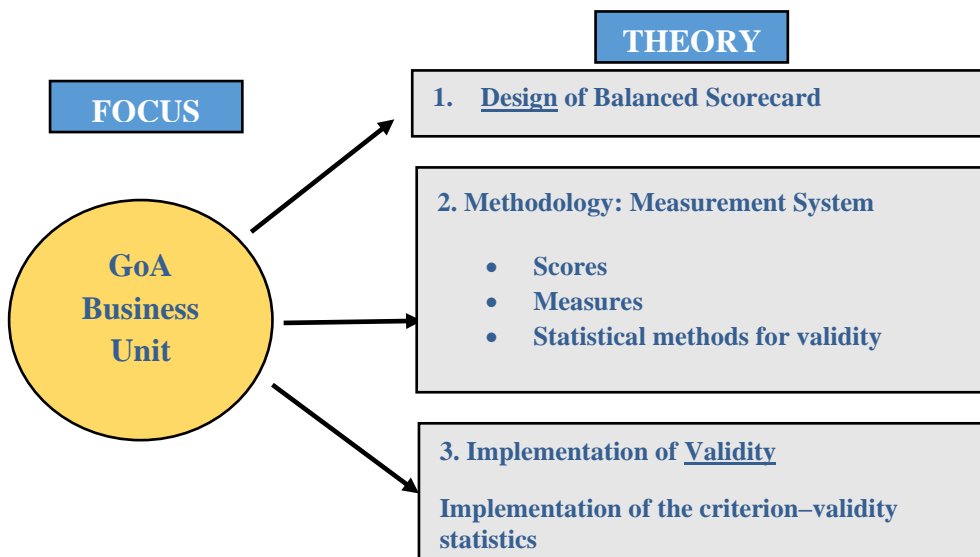 THEORY
FOCUS
1. Design of Balanced Scorecard
2. Methodology: Measurement System
• Scores
• Measures
• Statistical methods for validity
GoA
Business
Unit
3. Implementation of Validity
Implementation of the criterion–validity
statistics